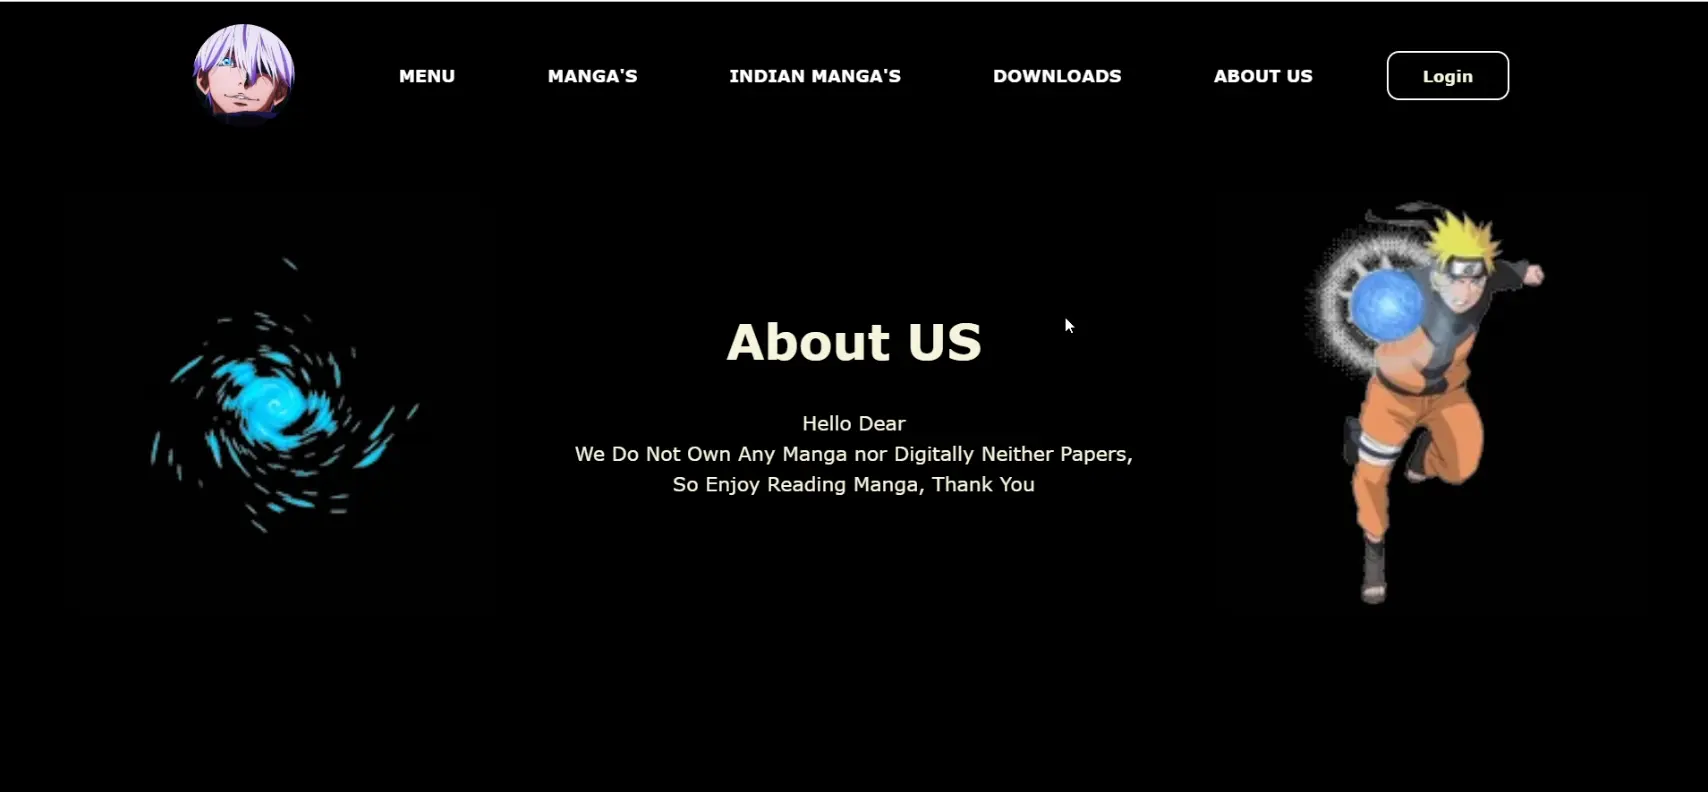 MENU
MANGA'S
INDIAN MANGA'S
DOWNLOADS
ABOUT US
Login
About US
Hello Dear
We Do Not Own Any Manga nor Digitally Neither Papers,
So Enjoy Reading Manga, Thank You